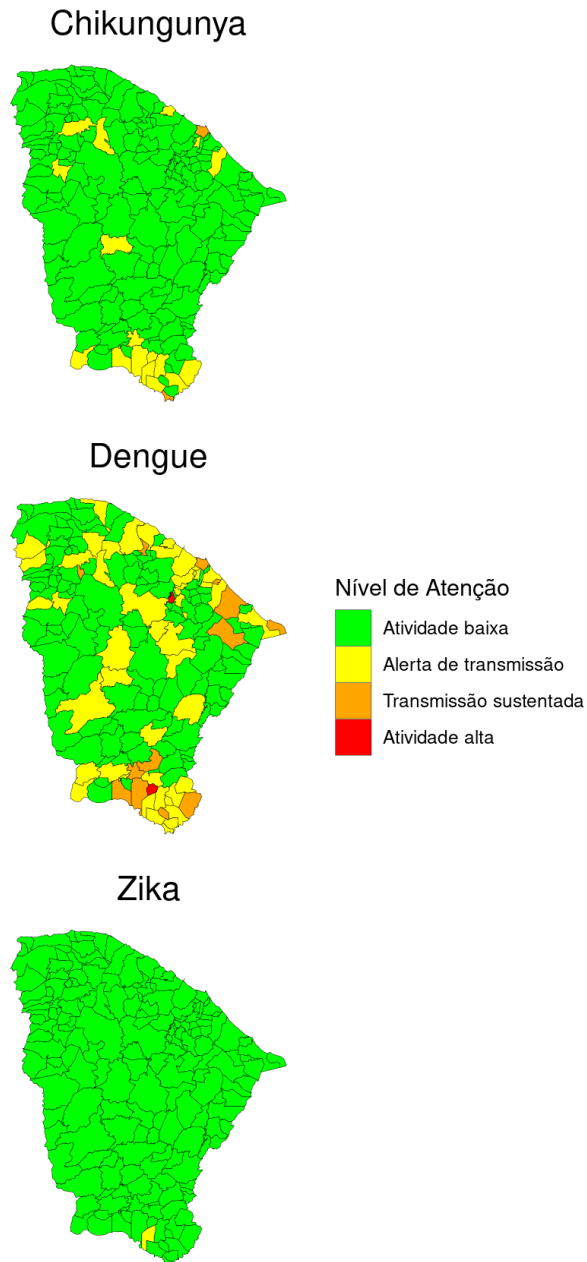 Chikungunya
Dengue
Nível de Atenção
Atividade baixa
Alerta de transmissão
Transmissão sustentada
Atividade alta
Zika